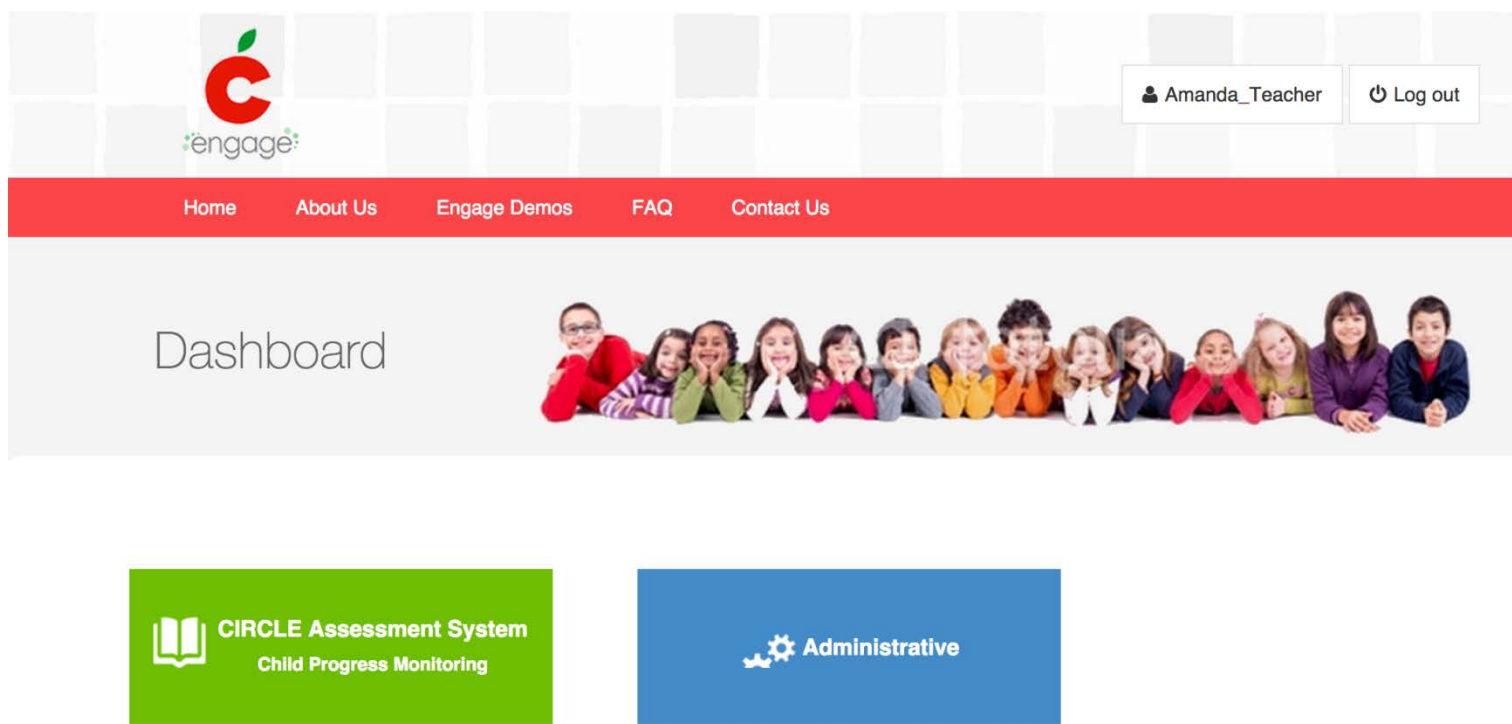 engage
Amanda_Teacher
Log out
Home
About Us
Engage Demos
FAQ
Contact Us
Dashboard
CIRCLE Assessment System
Child Progress Monitoring
Administrative